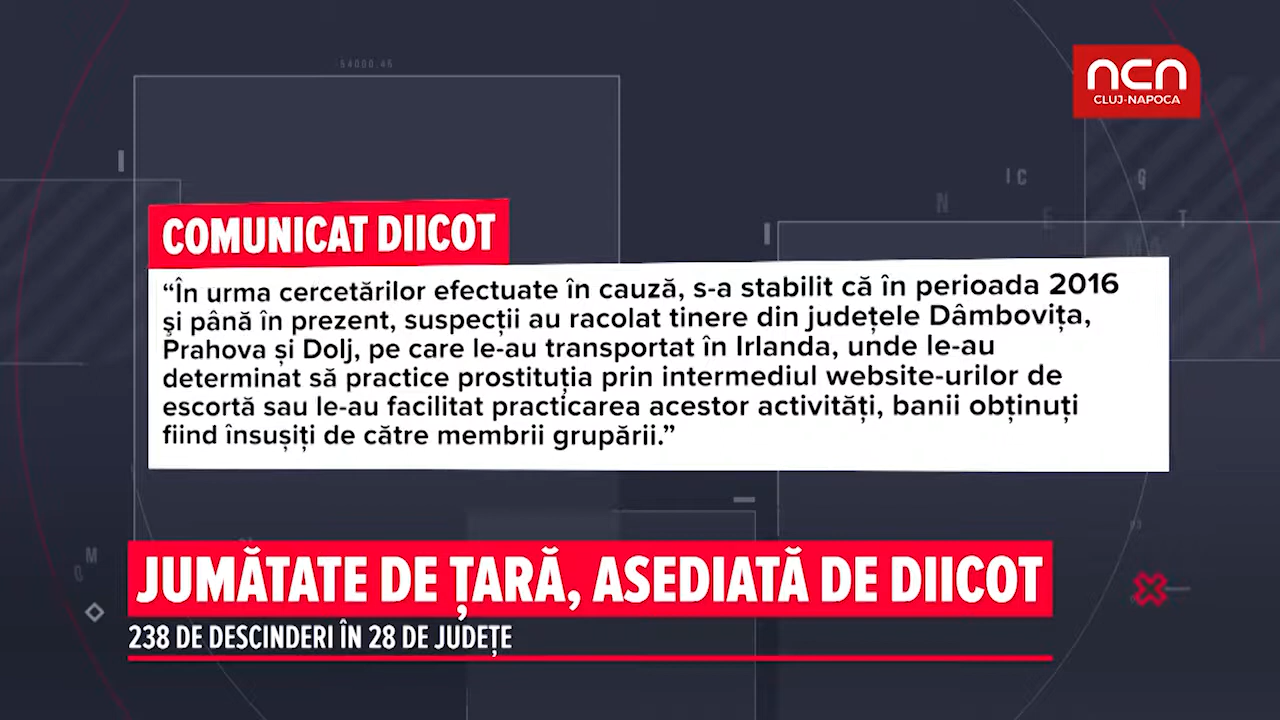 54000.45
ncn
CLUJ-NAPOCA
COMUNICAT DIICOT
“În urma cercetărilor efectuate în cauză, s-a stabilit că în perioada 2016
și până în prezent, suspecții au racolat tinere din județele Dâmbovița,
Prahova și Dolj, pe care le-au transportat în Irlanda, unde le-au
determinat să practice prostituția prin intermediul website-urilor de
escortă sau le-au facilitat practicarea acestor activități, banii obținuți
fiind însușiți de către membrii grupării.”
JUMĂTATE DE ȚARĂ, ASEDIATĂ DE DIICOT
238 DE DESCINDERI ÎN 28 DE JUDEȚE